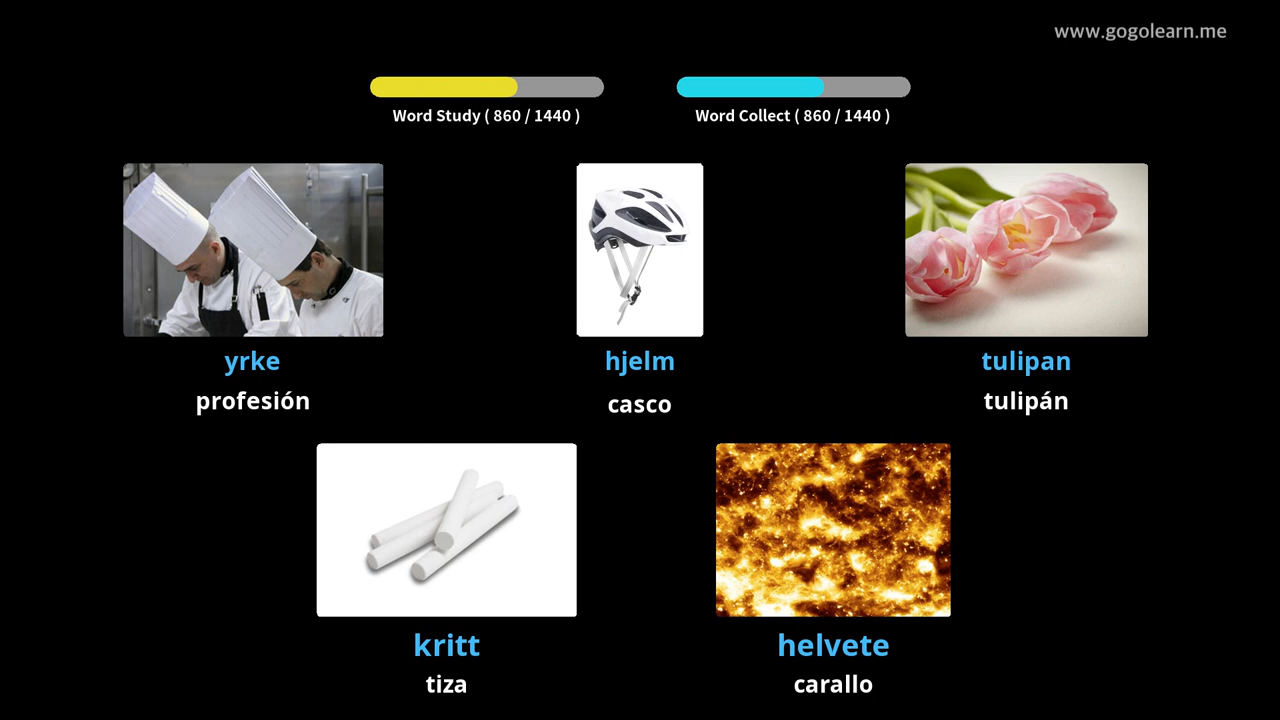 www.gogolearn.me
Word Study ( 860 / 1440 )
Word Collect ( 860 / 1440 )
yrke
profesión
hjelm
casco
tulipan
tulipán
kritt
tiza
helvete
carallo